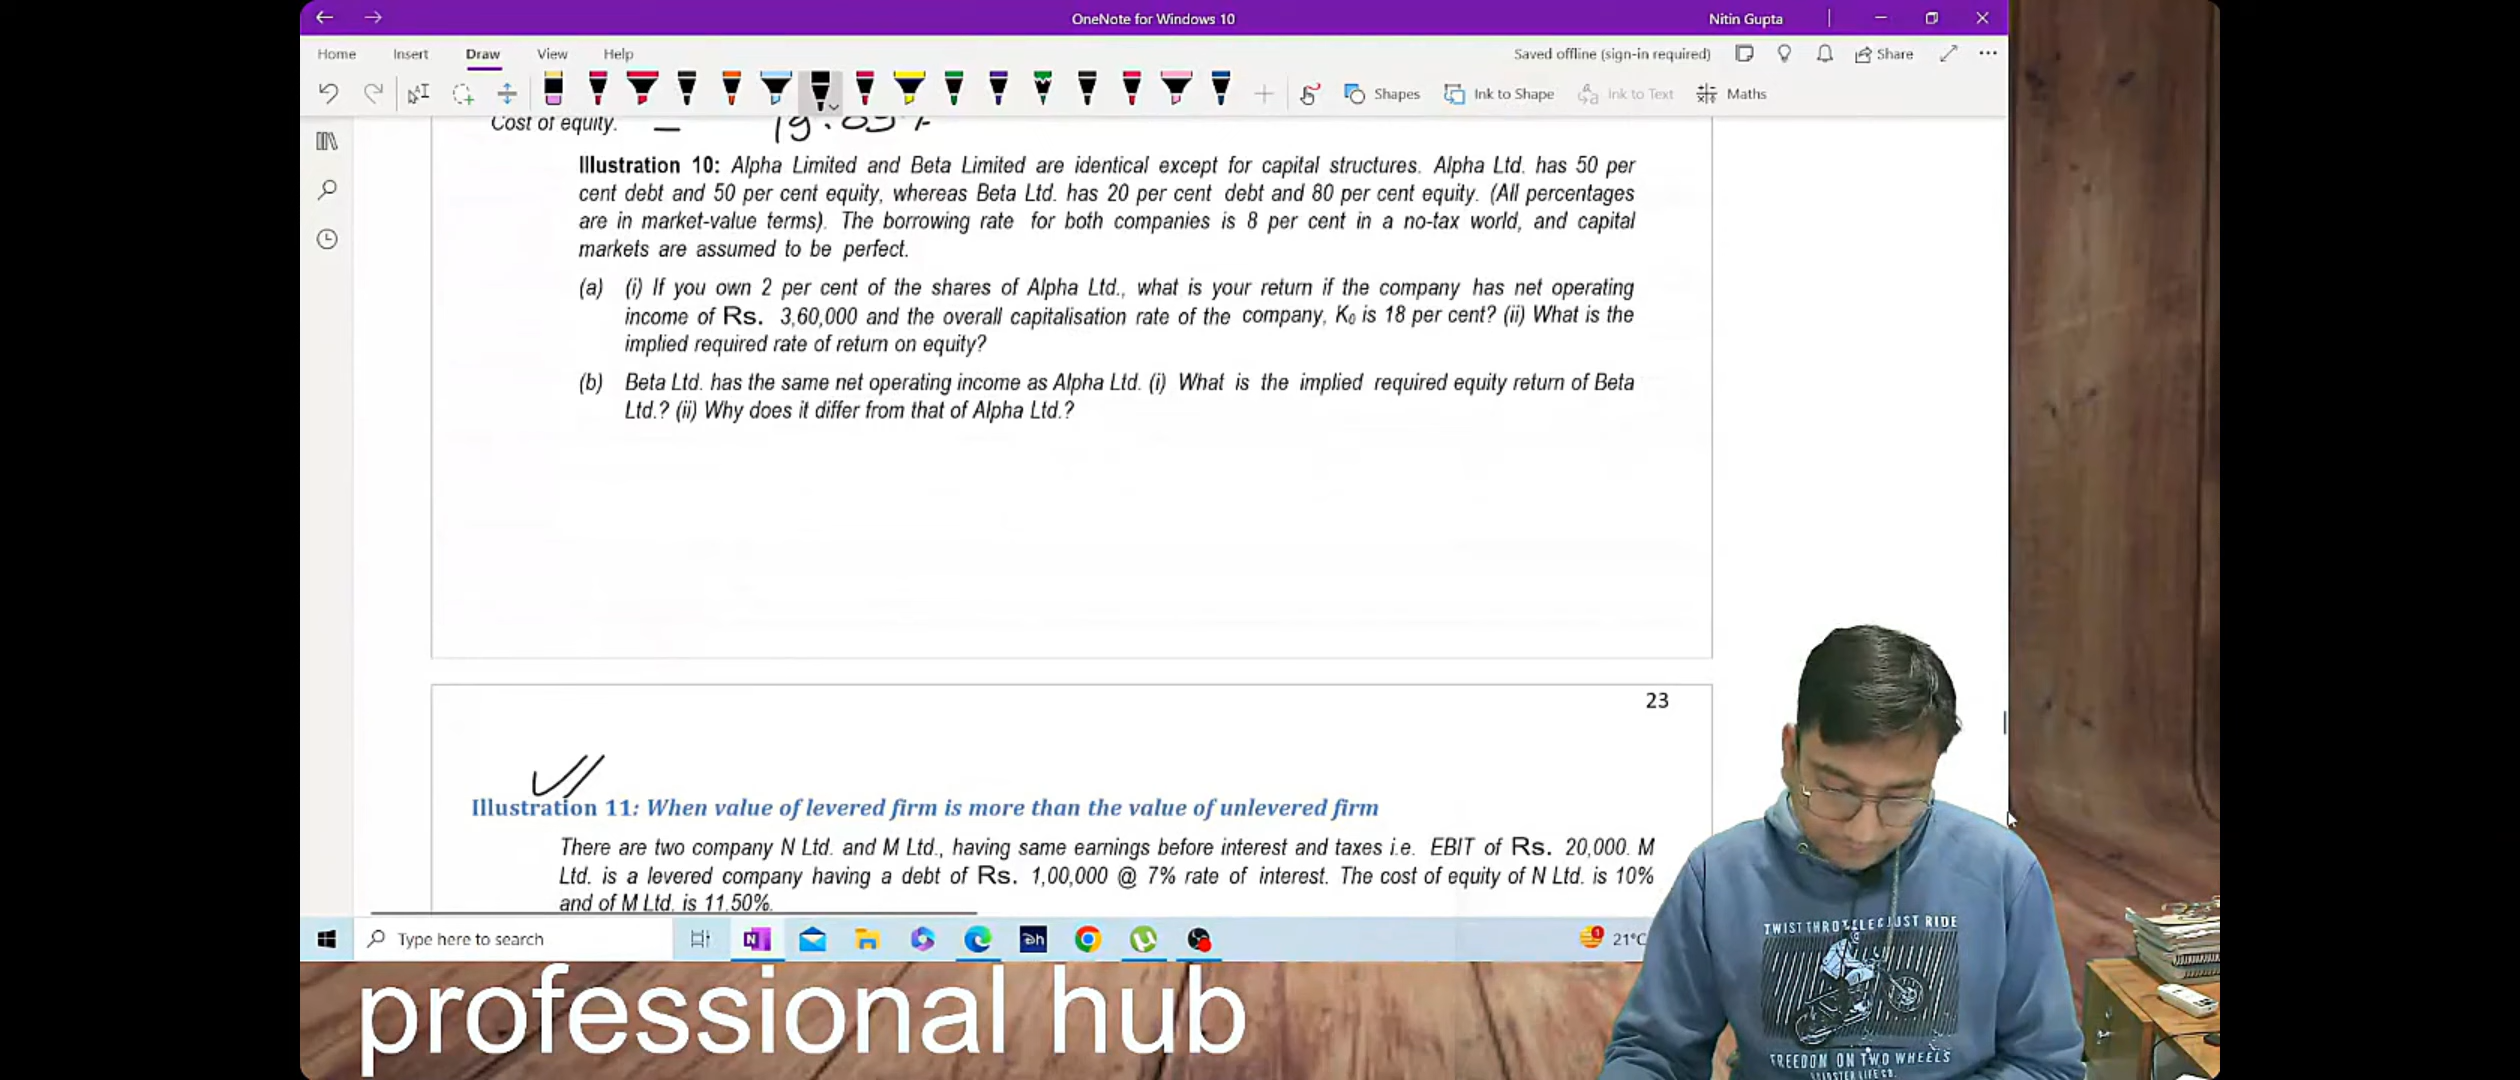 OneNote for Windows 10
Nitin Gupta
Home Insert Draw View Help
Saved offline (sign-in required)
Share
Shapes Ink to Shape Ink to Text Maths
Cost of equity. — 19.03%
Illustration 10: Alpha Limited and Beta Limited are identical except for capital structures. Alpha Ltd. has 50 per
cent debt and 50 per cent equity, whereas Beta Ltd. has 20 per cent debt and 80 per cent equity. (All percentages
are in market-value terms). The borrowing rate for both companies is 8 per cent in a no-tax world, and capital
markets are assumed to be perfect.
(a) (i) If you own 2 per cent of the shares of Alpha Ltd., what is your return if the company has net operating
income of Rs. 3,60,000 and the overall capitalisation rate of the company, K0 is 18 per cent? (ii) What is the
implied required rate of return on equity?
(b) Beta Ltd. has the same net operating income as Alpha Ltd. (i) What is the implied required equity return of Beta
Ltd.? (ii) Why does it differ from that of Alpha Ltd.?
23
Illustration 11: When value of levered firm is more than the value of unlevered firm
There are two company N Ltd. and M Ltd., having same earnings before interest and taxes i.e. EBIT of Rs. 20,000. M
Ltd. is a levered company having a debt of Rs. 1,00,000 @ 7% rate of interest. The cost of equity of N Ltd. is 10%
and of M Ltd. is 11.50%.
Type here to search
21°C
professional hub
TWIST THROTTLE & JUST RIDE
FREEDOM ON TWO WHEELS